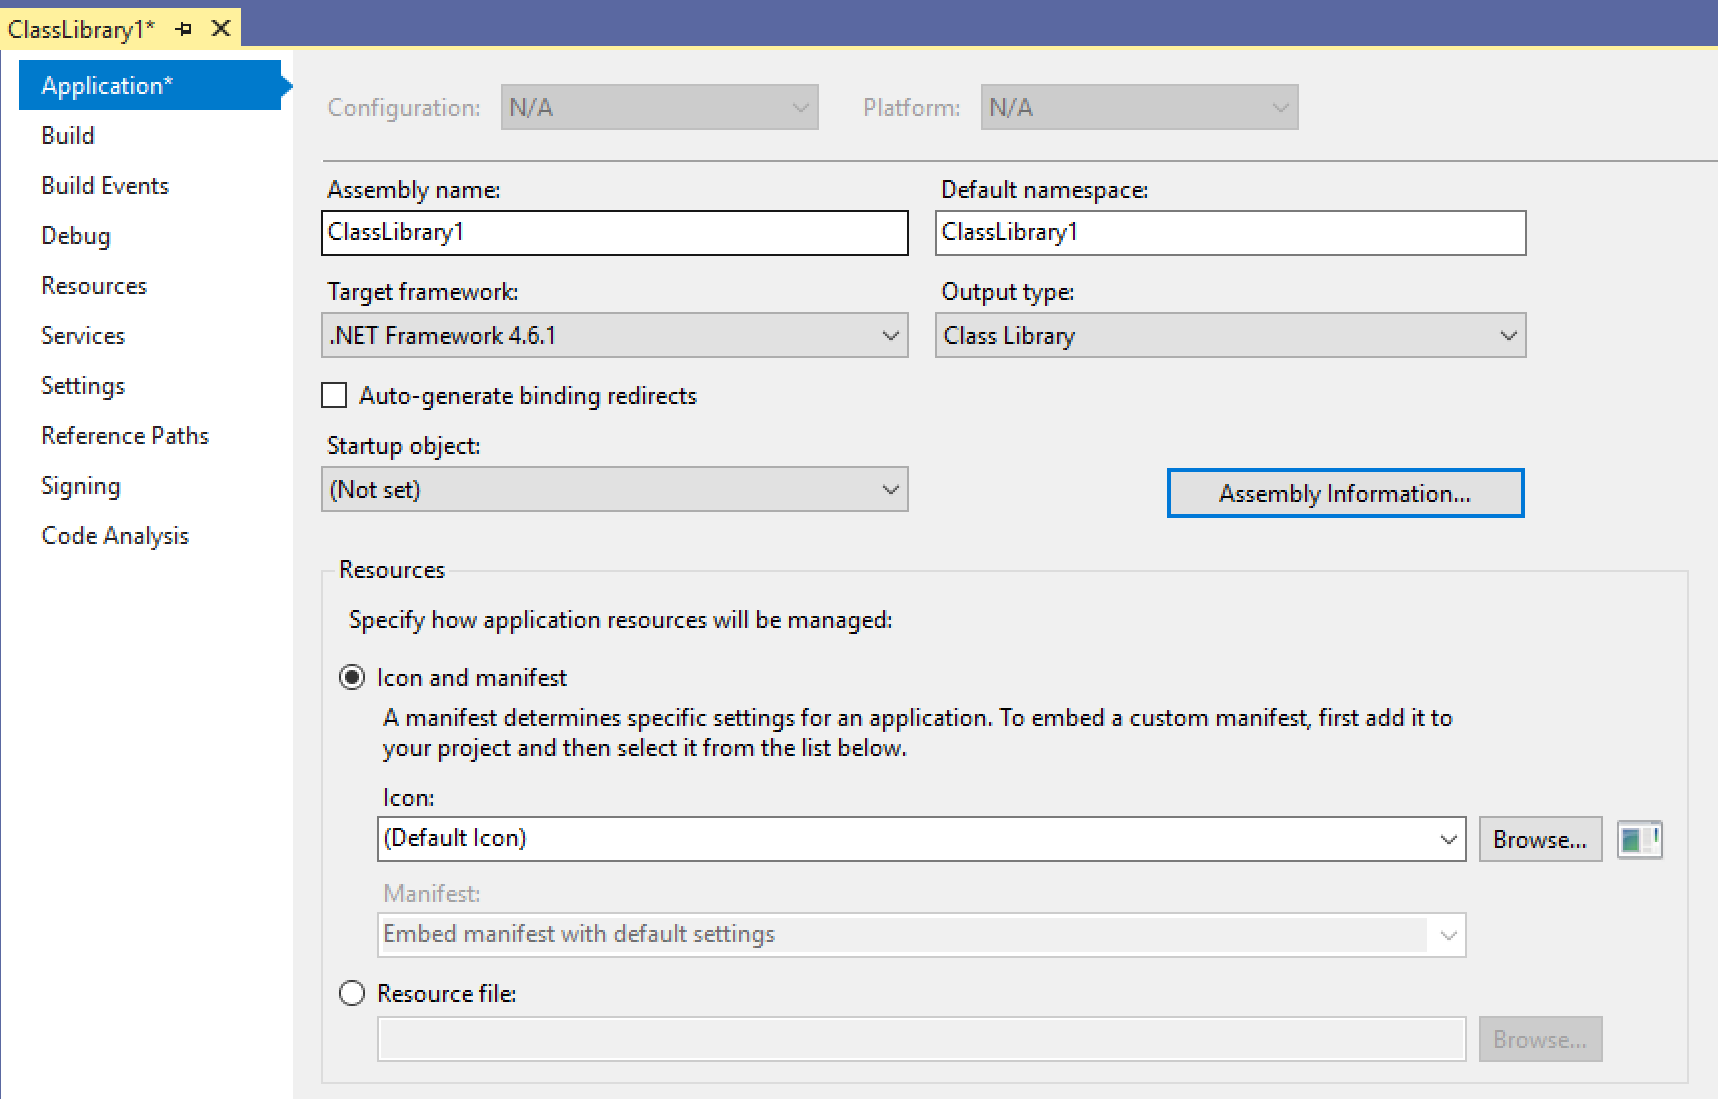 ClassLibrary1*
Application*
Build
Build Events
Debug
Resources
Services
Settings
Reference Paths
Signing
Code Analysis
Configuration: N/A Platform: N/A
Assembly name: Default namespace:
ClassLibrary1 ClassLibrary1
Target framework: Output type:
.NET Framework 4.6.1 Class Library
Auto-generate binding redirects
Startup object:
(Not set) Assembly Information...
Resources
Specify how application resources will be managed:
Icon and manifest
A manifest determines specific settings for an application. To embed a custom manifest, first add it to
your project and then select it from the list below.
Icon:
(Default Icon) Browse...
Manifest:
Embed manifest with default settings
Resource file:
Browse...